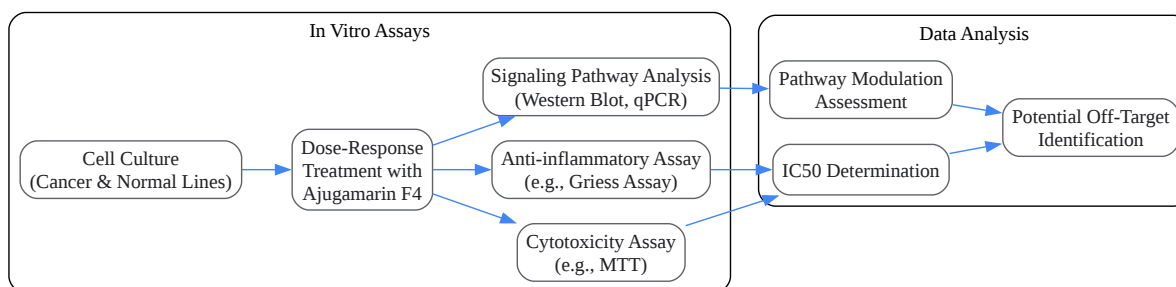 In Vitro Assays
Cell Culture
(Cancer & Normal Lines)
Dose-Response
Treatment with
Ajugamarin F4
Signaling Pathway Analysis
(Western Blot, qPCR)
Anti-inflammatory Assay
(e.g., Griess Assay)
Cytotoxicity Assay
(e.g., MTT)
Data Analysis
Pathway Modulation
Assessment
IC50 Determination
Potential Off-Target
Identification